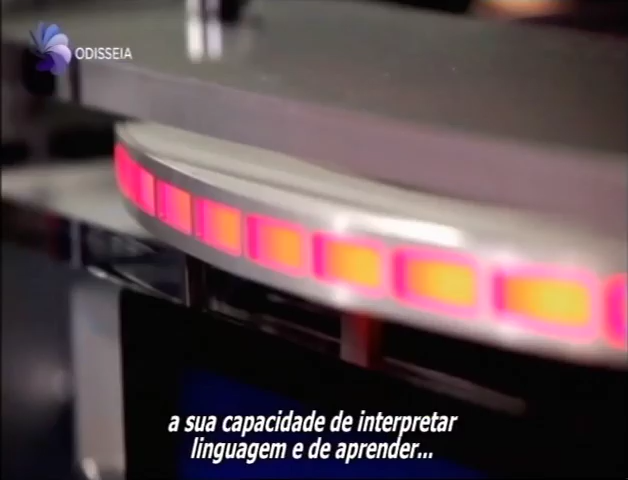 ODISSEIA
a sua capacidade de interpretar
linguagem e de aprender...